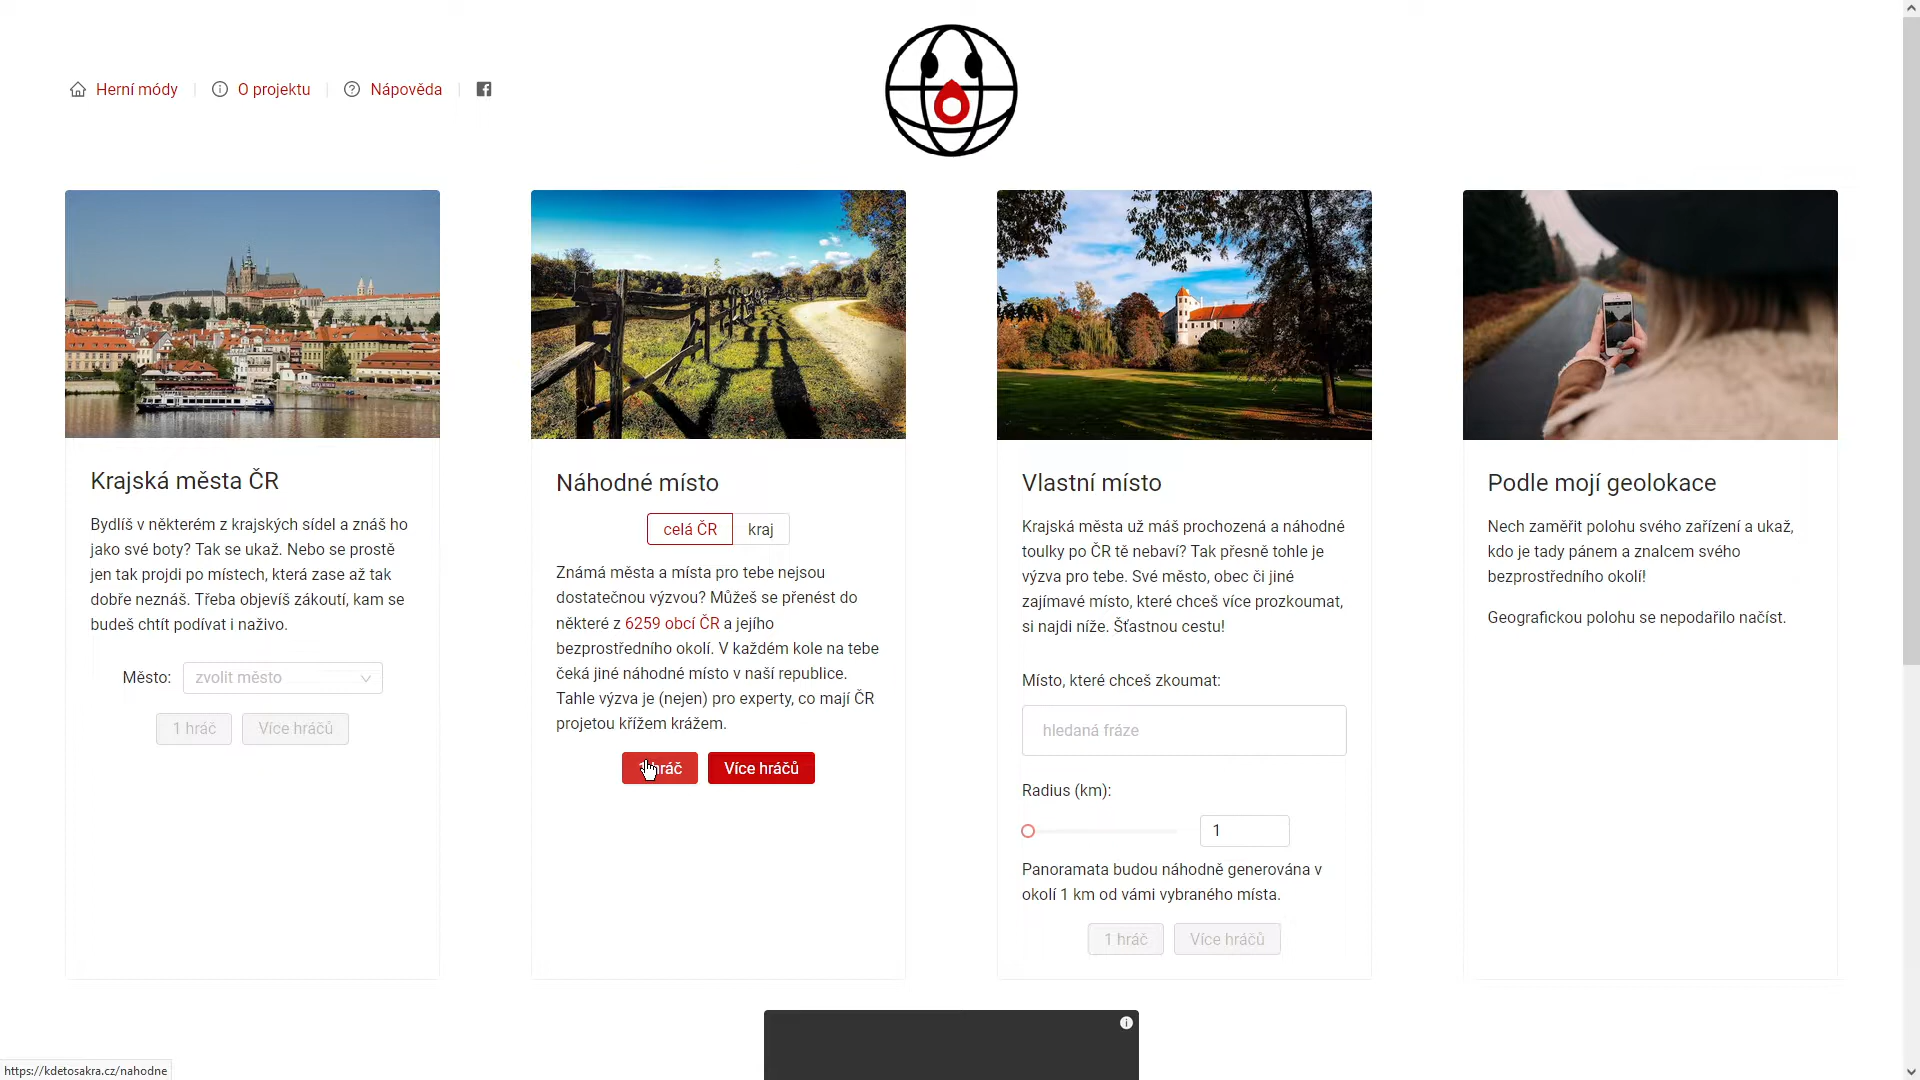 Herní módy
O projektu
Nápověda
Krajská města ČR
Bydlíš v některém z krajských sídel a znáš ho
jako své boty? Tak se ukaž. Nebo se prostě
jen tak projdi po místech, která zase až tak
dobře neznáš. Třeba objevíš zákoutí, kam se
budeš chtít podívat i naživo.
Město:
zvolit město
1 hráč
Více hráčů
Náhodné místo
celá ČR
kraj
Známá města a místa pro tebe nejsou
dostatečnou výzvou? Můžeš se přenést do
některé z 6259 obcí ČR a jejího
bezprostředního okolí. V každém kole na tebe
čeká jiné náhodné místo v naší republice.
Tahle výzva je (nejen) pro experty, co mají ČR
projetou křížem krážem.
1 hráč
Více hráčů
Vlastní místo
Krajská města už máš prochozená a náhodné
toulky po ČR tě nebaví? Tak přesně tohle je
výzva pro tebe. Své město, obec či jiné
zajímavé místo, které chceš více prozkoumat,
si najdi níže. Šťastnou cestu!
Místo, které chceš zkoumat:
hledaná fráze
Radius (km):
1
Panoramata budou náhodně generována v
okolí 1 km od vámi vybraného místa.
1 hráč
Více hráčů
Podle mojí geolokace
Nech zaměřit polohu svého zařízení a ukaž,
kdo je tady pánem a znalcem svého
bezprostředního okolí!
Geografickou polohu se nepodařilo načíst.
https://kdetosakra.cz/nahodne